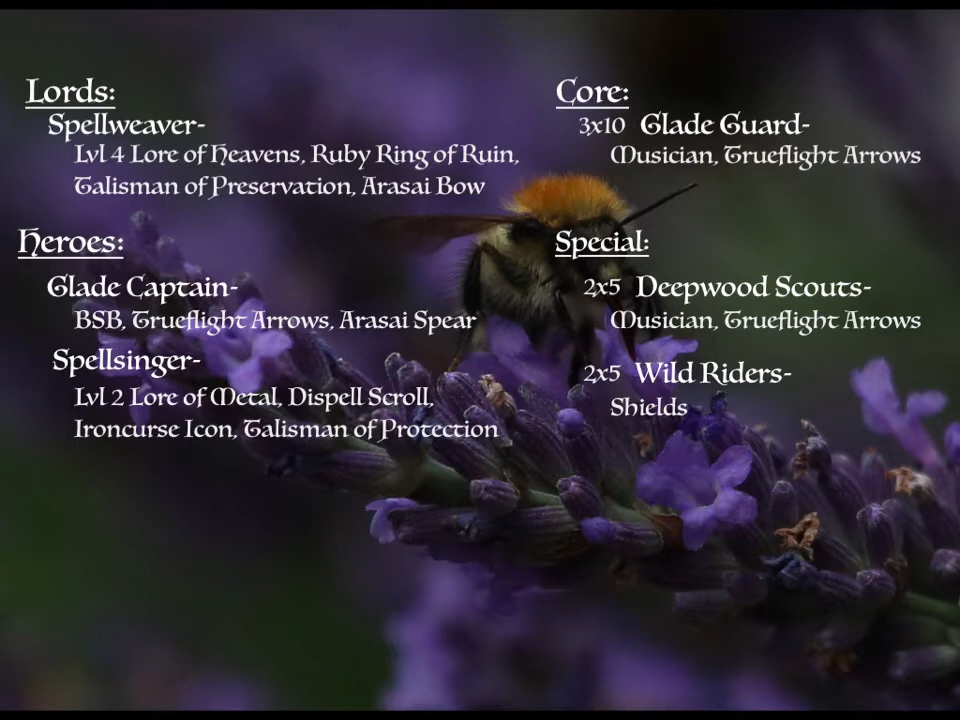 Lords:
Spellweaver-
Lvl 4 Lore of Heavens, Ruby Ring of Ruin,
Talisman of Preservation, Arasai Bow
Heroes:
Glade Captain-
BSB, Trueflight Arrows, Arasai Spear
Spellsinger-
Lvl 2 Lore of Metal, Dispell Scroll,
Ironcurse Icon, Talisman of Protection
Core:
3x10 Glade Guard-
Musician, Trueflight Arrows
Special:
2x5 Deepwood Scouts-
Musician, Trueflight Arrows
2x5 Wild Riders-
Shields